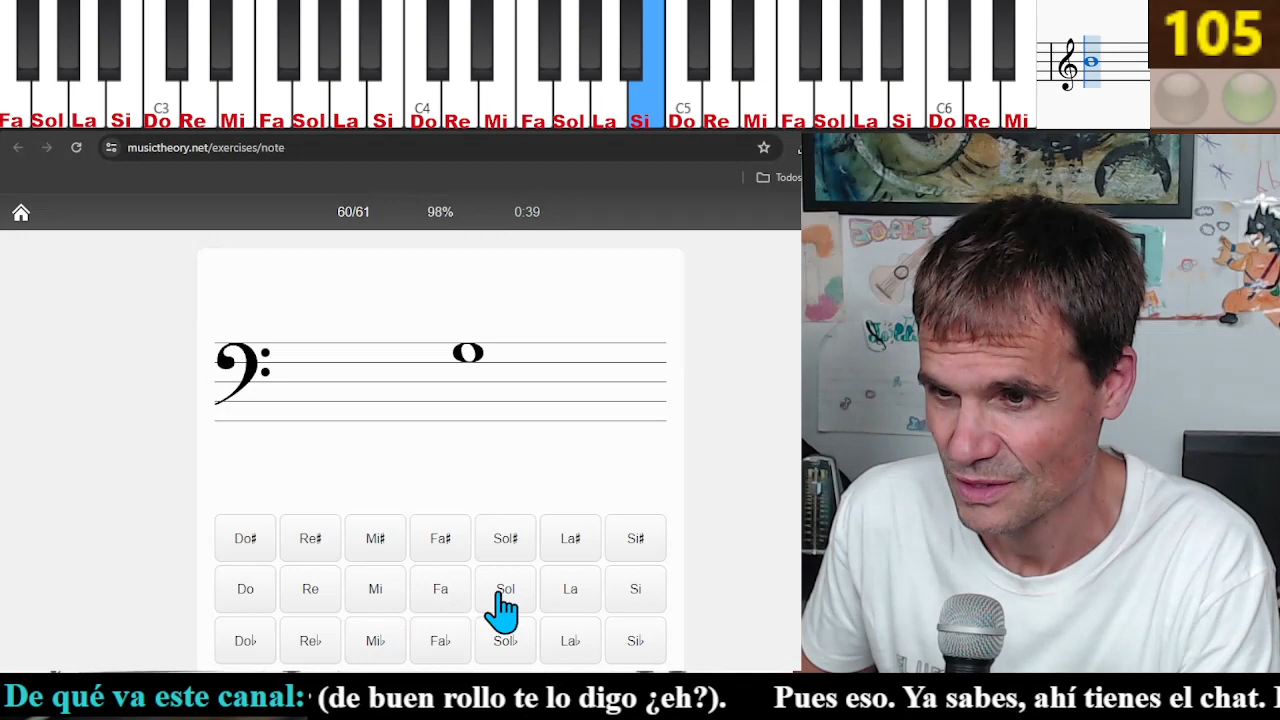 105
C3
C4
C5
C6
Fa Sol La Si Do Re Mi Fa Sol La Si Do Re Mi Fa Sol La Si Do Re Mi Fa Sol La Si Do Re Mi
musictheory.net/exercises/note
Todos
60/61 98% 0:39
Do♯ Re♯ Mi♯ Fa♯ Sol♯ La♯ Si♯
Do Re Mi Fa Sol La Si
Do♭ Re♭ Mi♭ Fa♭ Sol♭ La♭ Si♭
De qué va este canal: (de buen rollo te lo digo ¿eh?). Pues eso. Ya sabes, ahí tienes el chat.